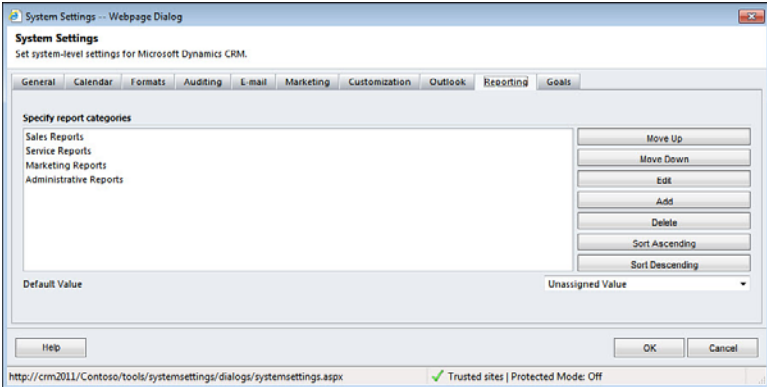 System Settings -- Webpage Dialog
System Settings
Set system-level settings for Microsoft Dynamics CRM.
General Calendar Formats Auditing E-mail Marketing Customization Outlook Reporting Goals
Specify report categories
Sales Reports
Service Reports
Marketing Reports
Administrative Reports
Move Up
Move Down
Edit
Add
Delete
Sort Ascending
Sort Descending
Default Value Unassigned Value
Help OK Cancel
http://crm2011/Contoso/tools/systemsettings/dialogs/systemsettings.aspx Trusted sites | Protected Mode: Off